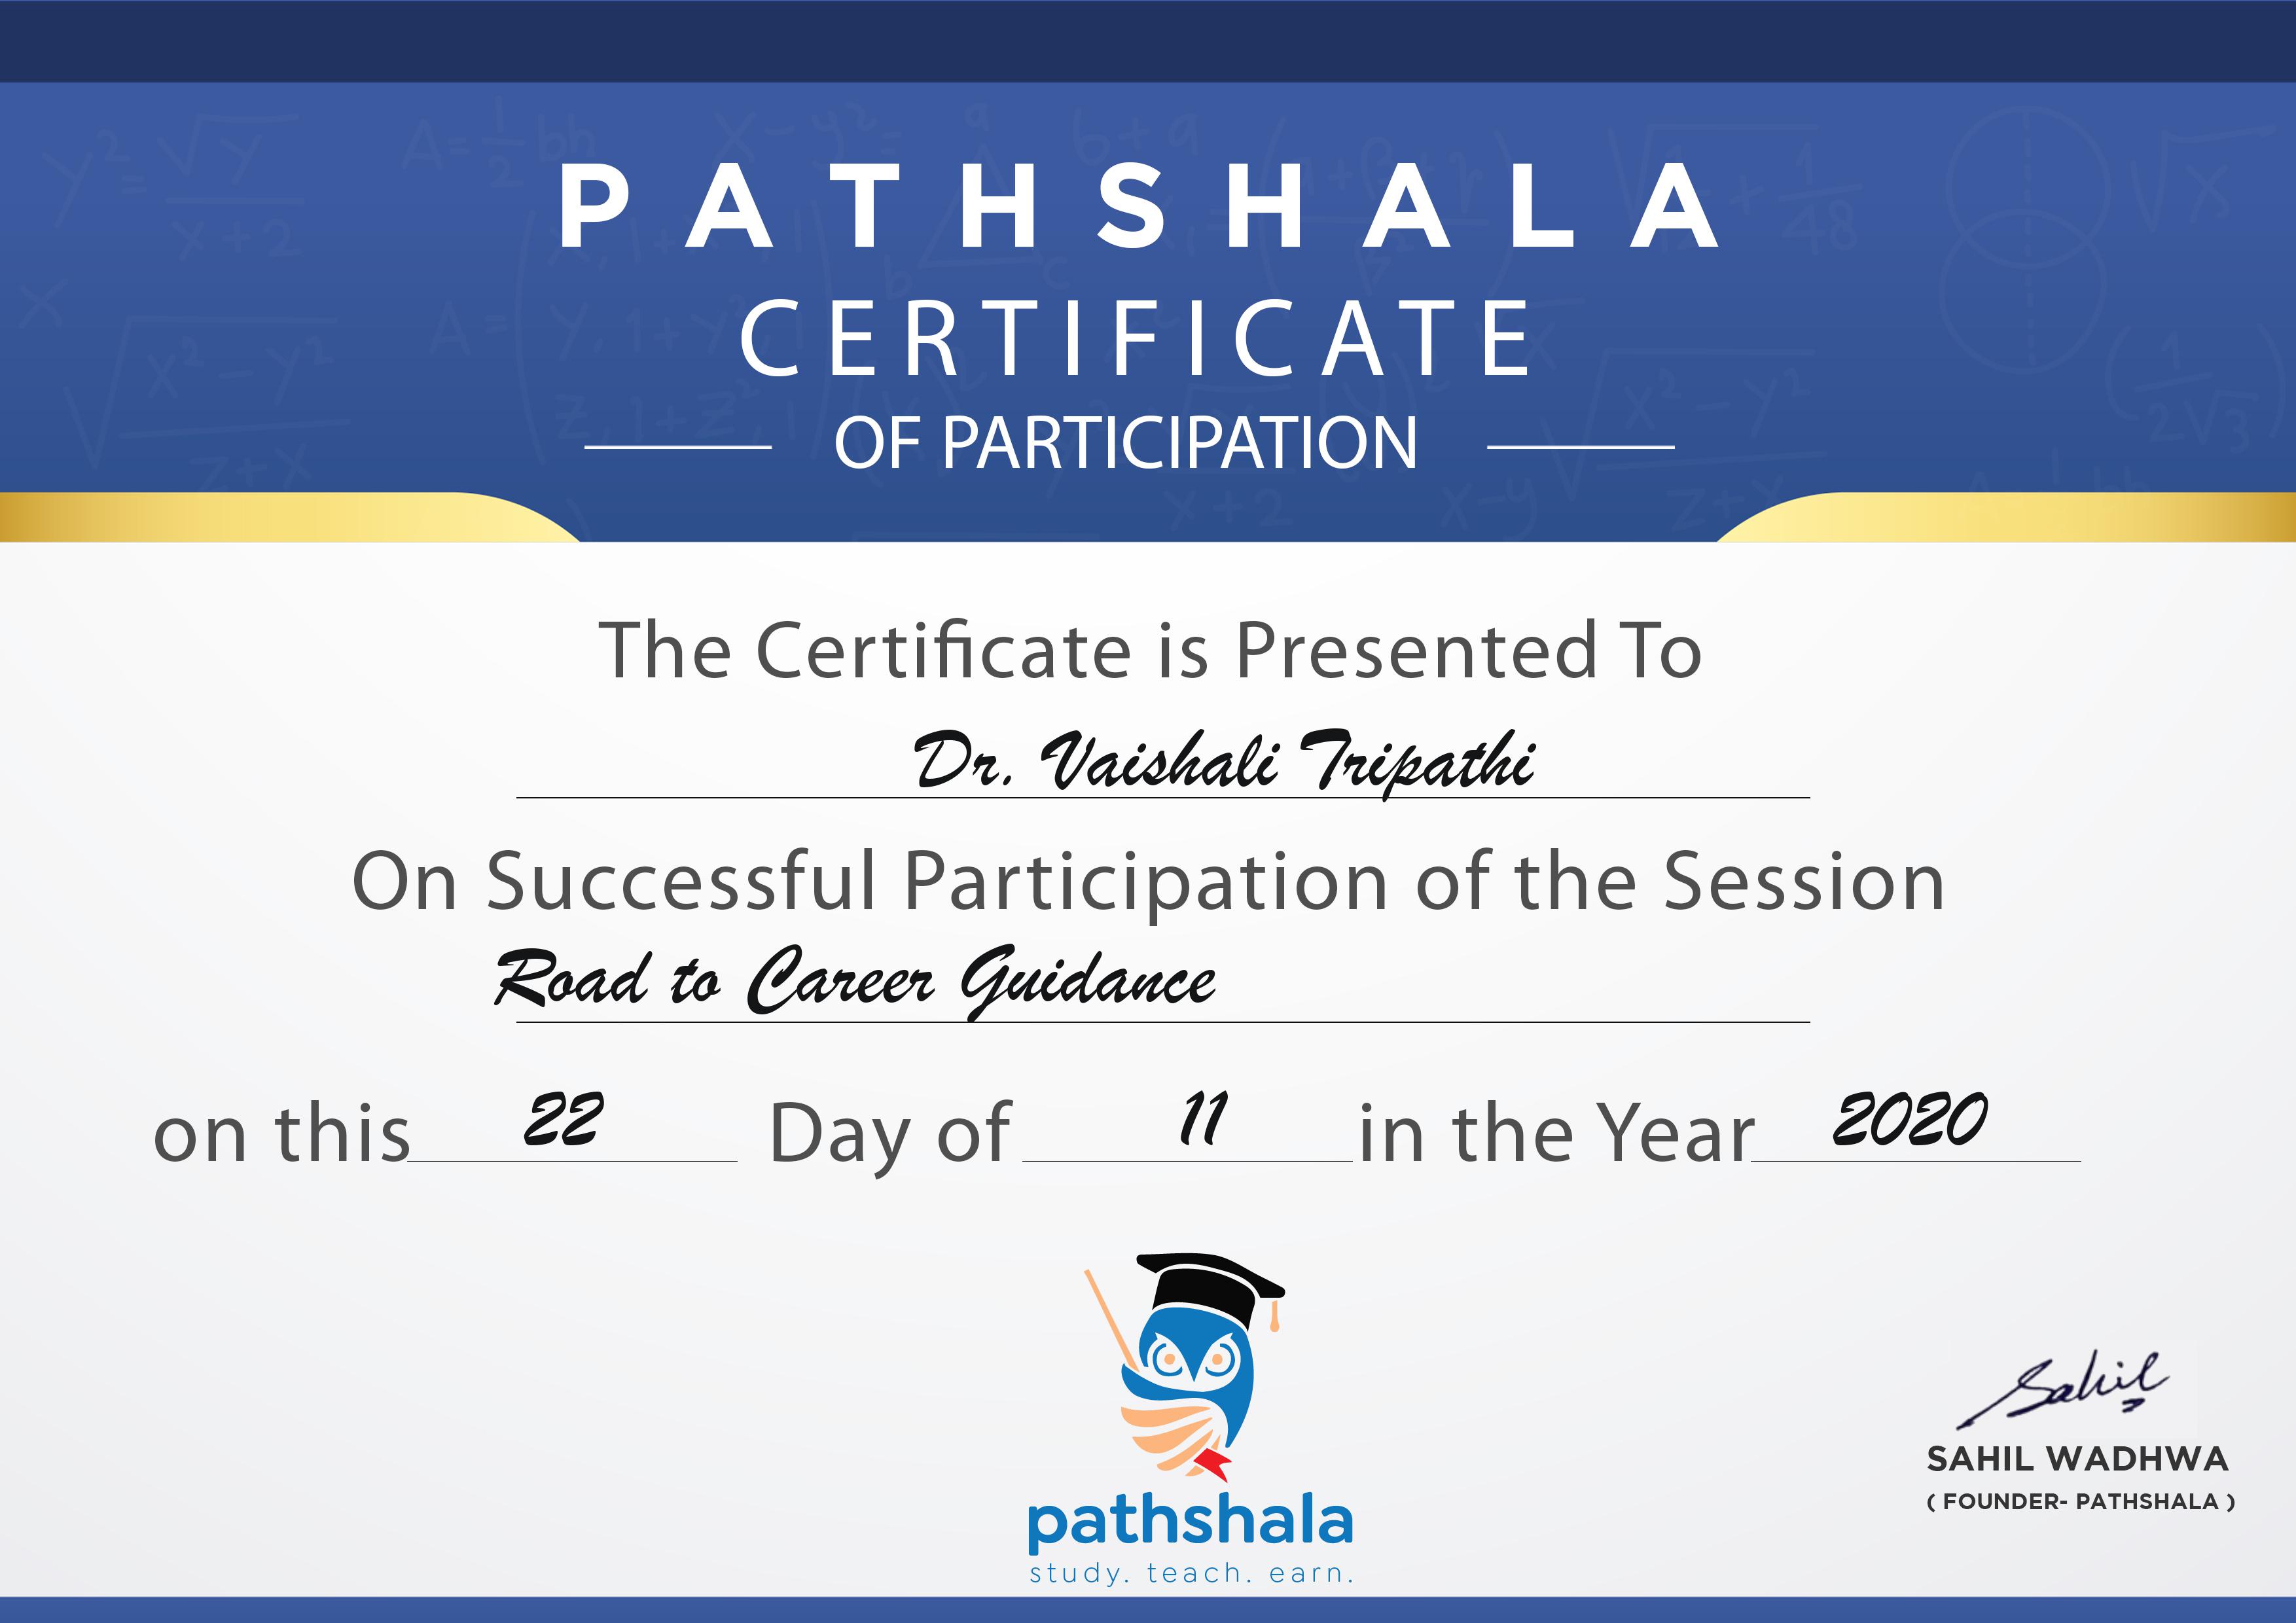 PATHSHALA
CERTIFICATE
OF PARTICIPATION
The Certificate is Presented To
Dr. Vaishali Tripathi
On Successful Participation of the Session
Road to Career Guidance
on this 22 Day of 11 in the Year 2020
Sahil
SAHIL WADHWA
( FOUNDER- PATHSHALA )
pathshala
study. teach. earn.